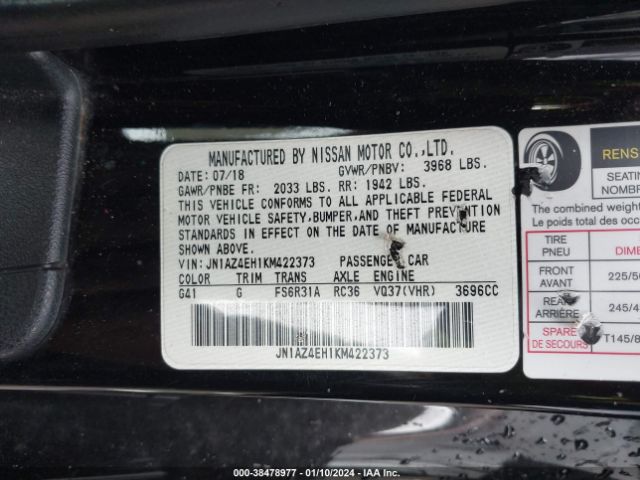 MANUFACTURED BY NISSAN MOTOR CO.,LTD.
DATE: 07/18 GVWR/PNBV: 3968 LBS.
GAWR/PNBE FR: 2033 LBS. RR: 1942 LBS.
THIS VEHICLE CONFORMS TO ALL APPLICABLE FEDERAL
MOTOR VEHICLE SAFETY, BUMPER, AND THEFT PREVENTION
STANDARDS IN EFFECT ON THE DATE OF MANUFACTURE
SHOWN ABOVE.
VIN: JN1AZ4EH1KM422373 PASSENGER CAR
COLOR TRIM TRANS AXLE ENGINE
G41 G FS6R31A RC36 VQ37(VHR) 3696CC
JN1AZ4EH1KM422373
RENS
SEATIN
NOMBR
The combined weight
Le poids total des oc
TIRE
PNEU DIME
FRONT
AVANT 225/5
REAR
ARRIÈRE 245/4
SPARE
DE SECOURS T145/8
000-38478977 - 01/10/2024 - IAA Inc.